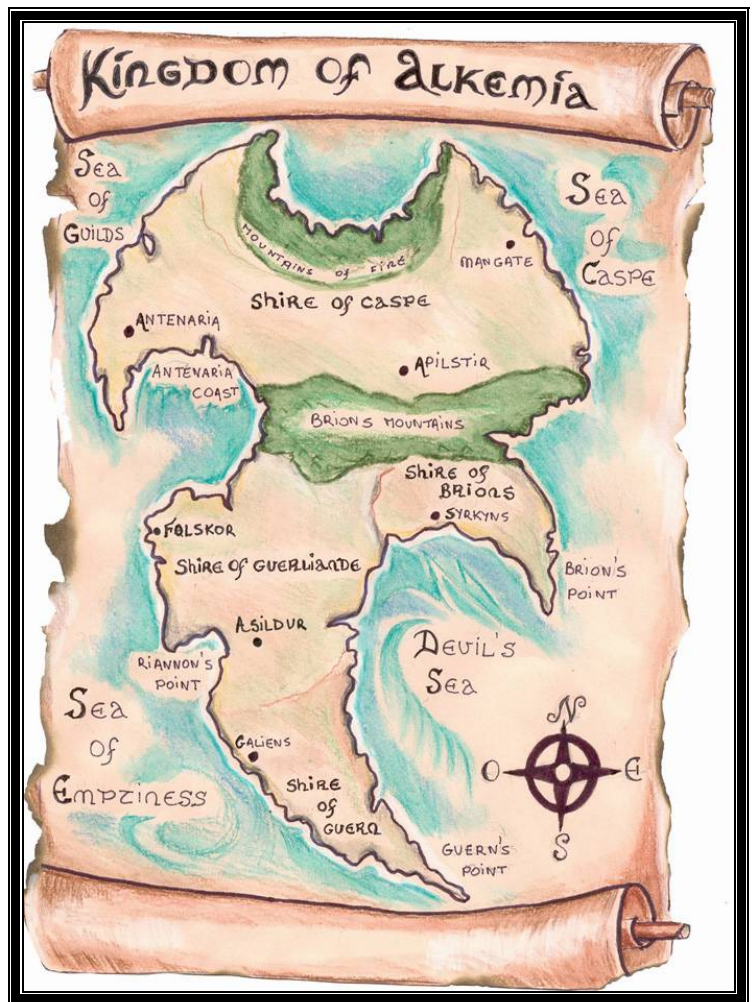 Kingdom of Alkemia
Sea
of
Guilds
Sea
of
Caspe
Mountains of Fire
Mangate
Shire of Caspe
Antenaria
Antenaria
Coast
Apilstir
Brions Mountains
Shire of
Brions
Syrkyns
Folskor
Shire of Guerliande
Brion's
Point
Asildur
Devil's
Sea
Riannon's
Point
Sea
of
Emptiness
Galiens
Shire
of
Guern
Guern's
Point
N
O
E
S